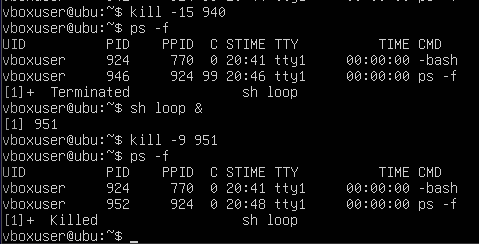 vboxuser@ubu:~$ kill -15 940
vboxuser@ubu:~$ ps -f
UID          PID    PPID  C STIME TTY          TIME CMD
vboxuser     924     770  0 20:41 tty1     00:00:00 -bash
vboxuser     946     924 99 20:46 tty1     00:00:00 ps -f
[1]+  Terminated              sh loop
vboxuser@ubu:~$ sh loop &
[1] 951
vboxuser@ubu:~$ kill -9 951
vboxuser@ubu:~$ ps -f
UID          PID    PPID  C STIME TTY          TIME CMD
vboxuser     924     770  0 20:41 tty1     00:00:00 -bash
vboxuser     952     924  0 20:48 tty1     00:00:00 ps -f
[1]+  Killed                  sh loop
vboxuser@ubu:~$ _